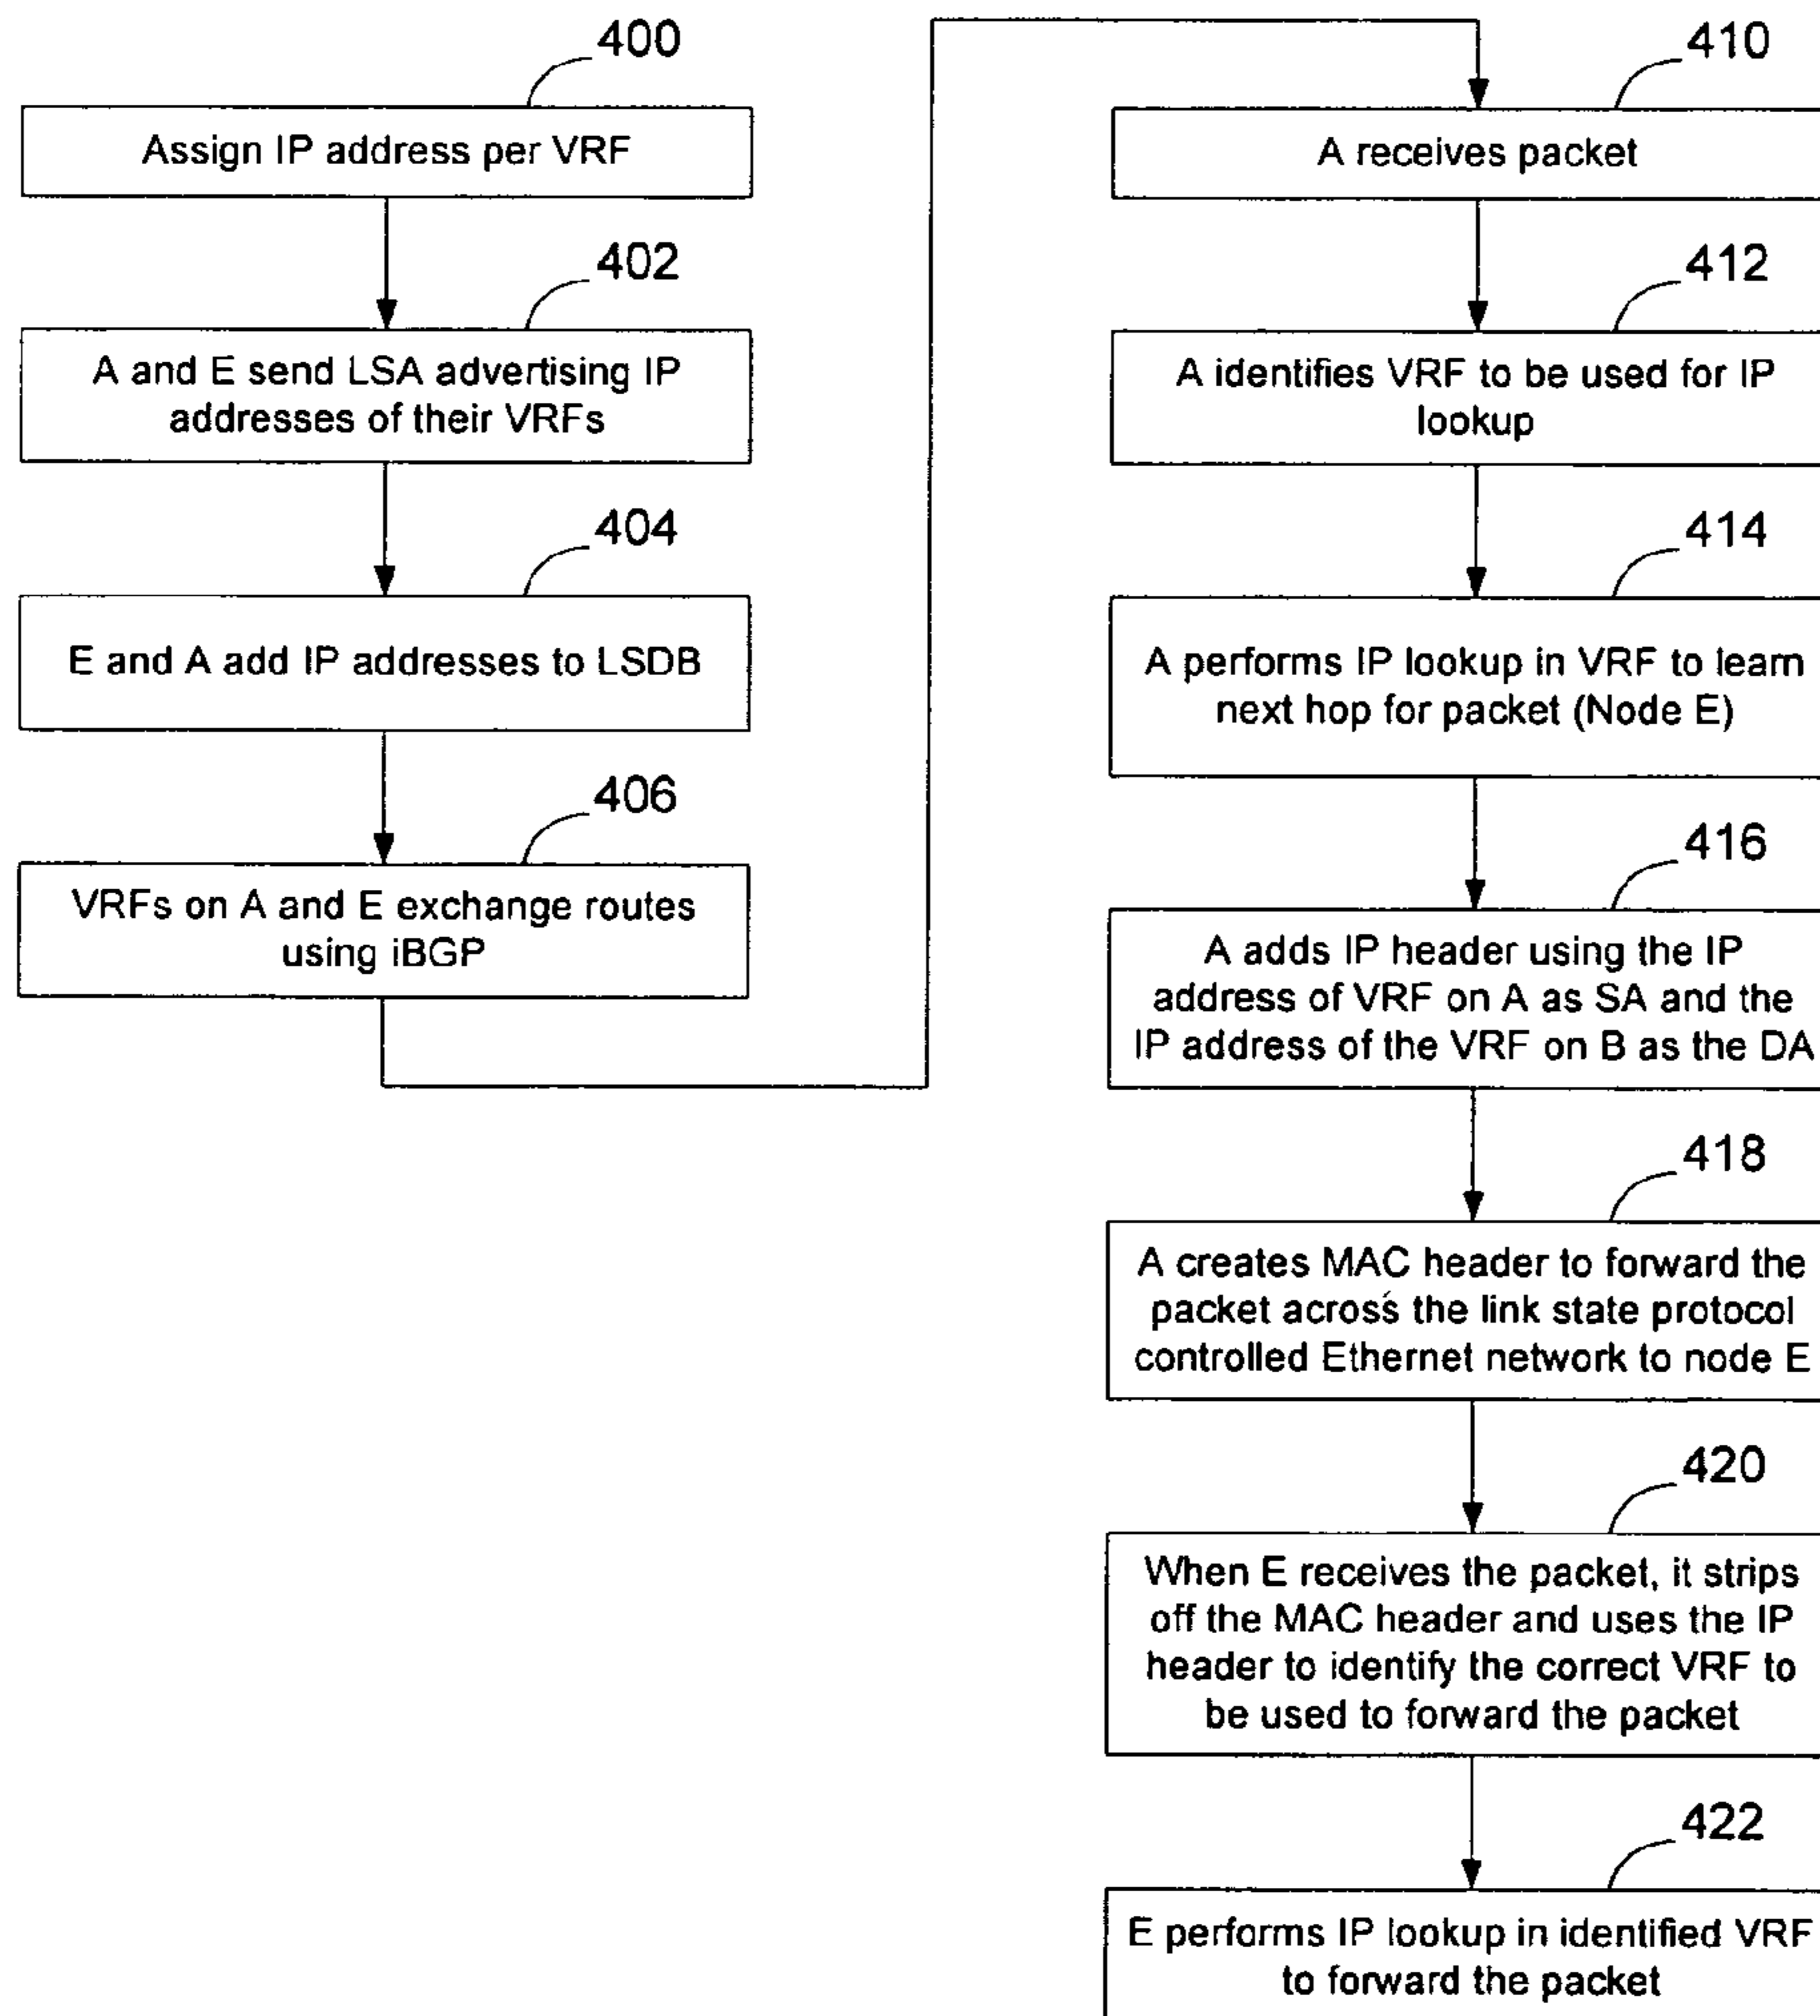 400
Assign IP address per VRF
402
A and E send LSA advertising IP
addresses of their VRFs
404
E and A add IP addresses to LSDB
406
VRFs on A and E exchange routes
using iBGP
410
A receives packet
412
A identifies VRF to be used for IP
lookup
414
A performs IP lookup in VRF to learn
next hop for packet (Node E)
416
A adds IP header using the IP
address of VRF on A as SA and the
IP address of the VRF on B as the DA
418
A creates MAC header to forward the
packet across the link state protocol
controlled Ethernet network to node E
420
When E receives the packet, it strips
off the MAC header and uses the IP
header to identify the correct VRF to
be used to forward the packet
422
E performs IP lookup in identified VRF
to forward the packet